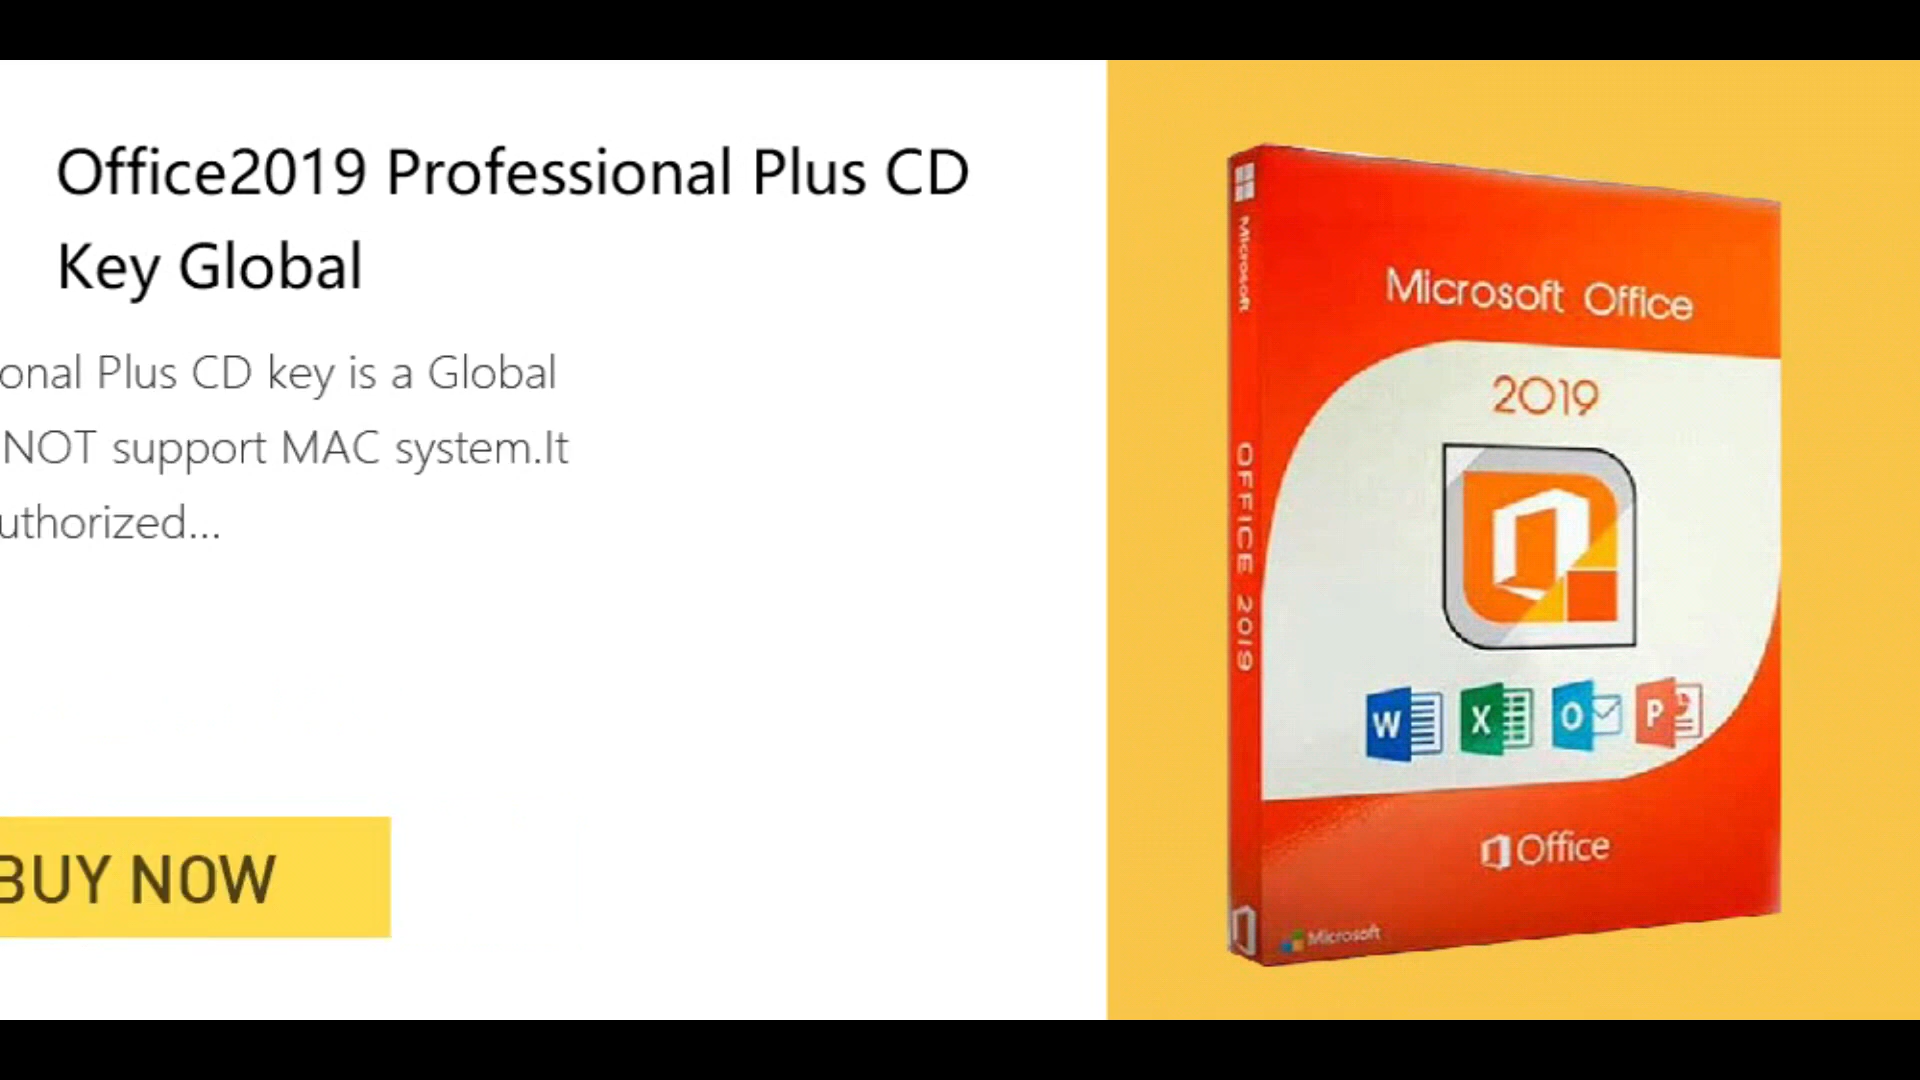 Office2019 Professional Plus CD
Key Global
onal Plus CD key is a Global
NOT support MAC system.It
uthorized...
BUY NOW
Microsoft
OFFICE 2019
Microsoft Office
2019
W
X
O
P
Office
Microsoft